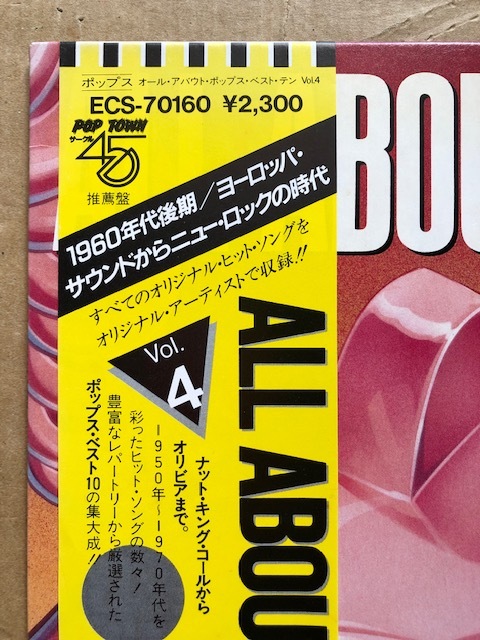 ポップス オール・アバウト・ポップス・ベスト・テン Vol.4
ECS-70160 ¥2,300
POP TOWN
サークル
45
推薦盤
1960年代後期/ヨーロッパ・
サウンドからニュー・ロックの時代
すべてのオリジナル・ヒット・ソングを
オリジナル・アーティストで収録!!
Vol.
4
ナット・キング・コールから
オリビアまで。
1950年〜1970年代を
彩ったヒット・ソングの数々!
豊富なレパートリーから厳選された
ポップス・ベスト10の集大成!!
ALL ABOU
BOU